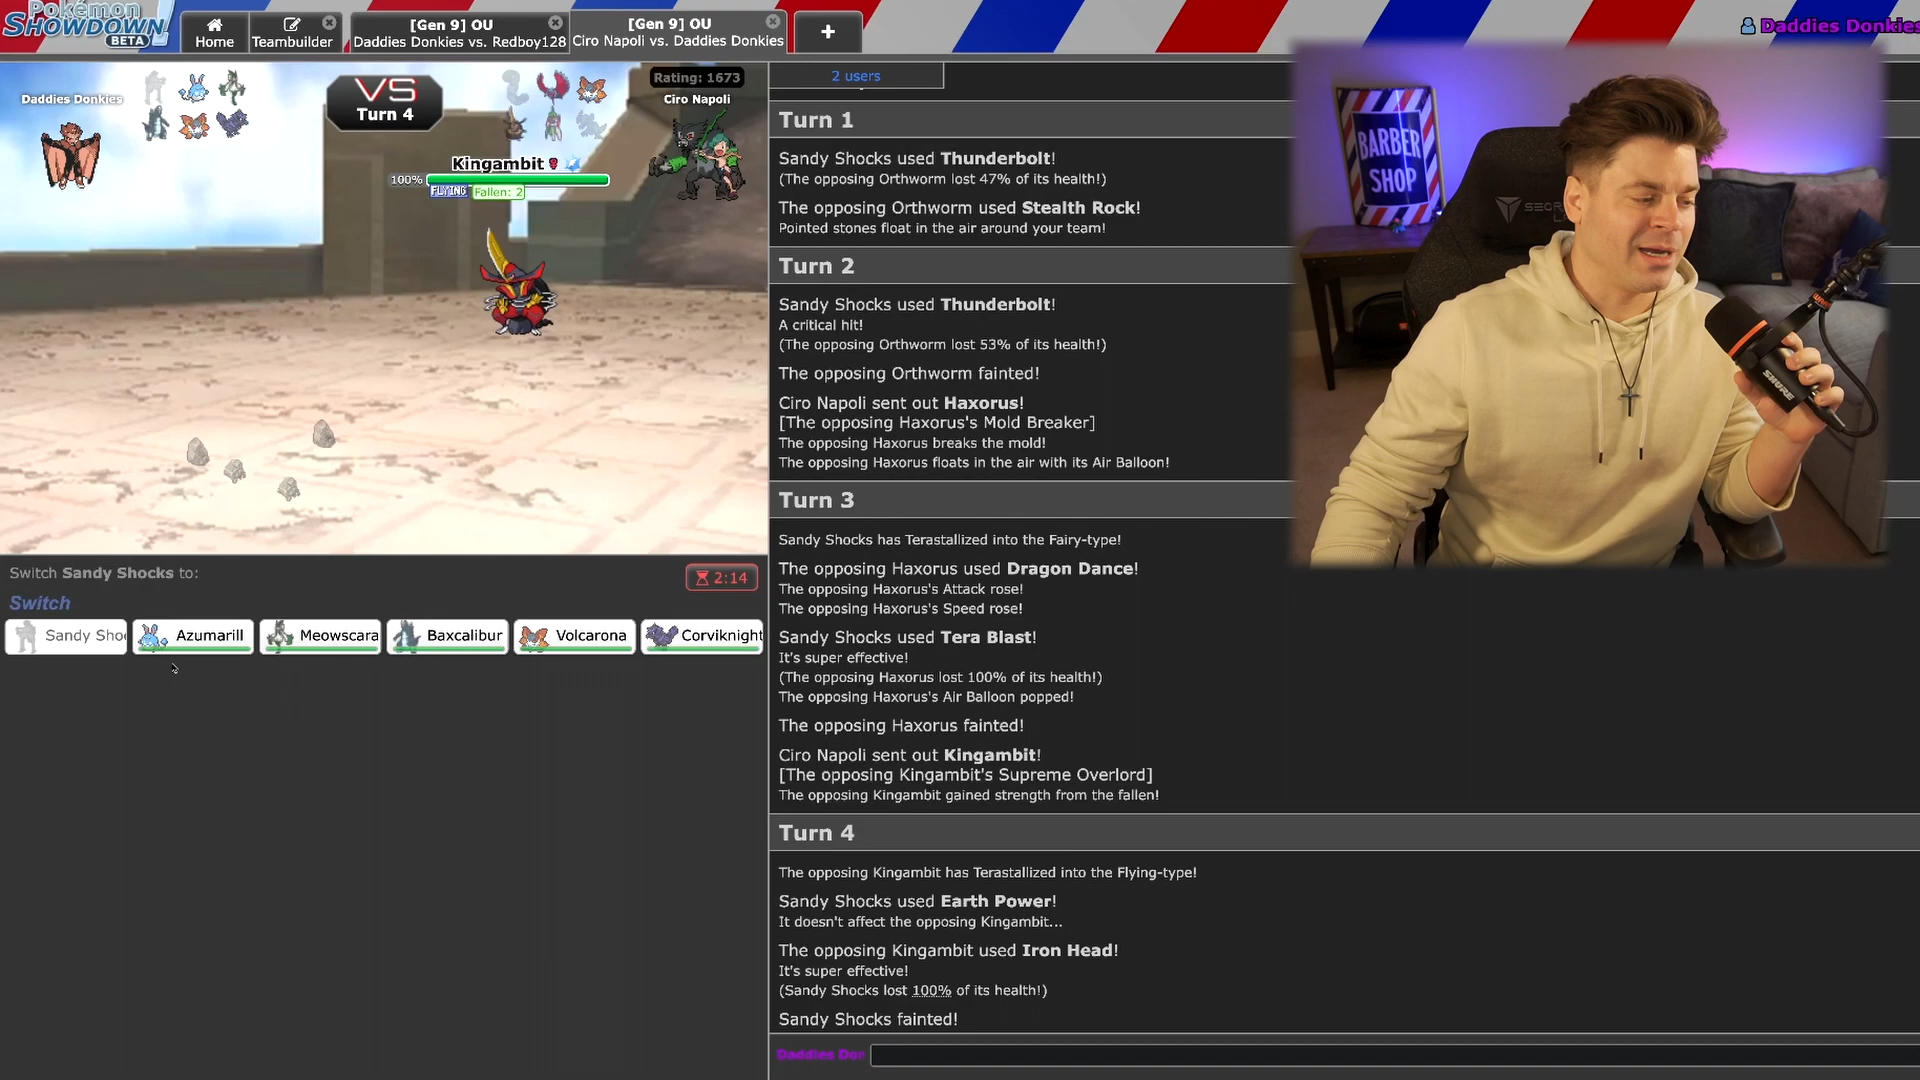 Pokémon
SHOWDOWN!
BETA
Home
Teambuilder
[Gen 9] OU
Daddies Donkies vs. Redboy128
[Gen 9] OU
Ciro Napoli vs. Daddies Donkies
+
Daddies Donkies
Daddies Donkies
VS
Turn 4
Rating: 1673
Ciro Napoli
Kingambit
100%
FLYING
Fallen: 2
Switch Sandy Shocks to:
2:14
Switch
Sandy Sho
Azumarill
Meowscara
Baxcalibur
Volcarona
Corviknight
2 users
Turn 1
Sandy Shocks used Thunderbolt!
(The opposing Orthworm lost 47% of its health!)
The opposing Orthworm used Stealth Rock!
Pointed stones float in the air around your team!
Turn 2
Sandy Shocks used Thunderbolt!
A critical hit!
(The opposing Orthworm lost 53% of its health!)
The opposing Orthworm fainted!
Ciro Napoli sent out Haxorus!
[The opposing Haxorus's Mold Breaker]
The opposing Haxorus breaks the mold!
The opposing Haxorus floats in the air with its Air Balloon!
Turn 3
Sandy Shocks has Terastallized into the Fairy-type!
The opposing Haxorus used Dragon Dance!
The opposing Haxorus's Attack rose!
The opposing Haxorus's Speed rose!
Sandy Shocks used Tera Blast!
It's super effective!
(The opposing Haxorus lost 100% of its health!)
The opposing Haxorus's Air Balloon popped!
The opposing Haxorus fainted!
Ciro Napoli sent out Kingambit!
[The opposing Kingambit's Supreme Overlord]
The opposing Kingambit gained strength from the fallen!
Turn 4
The opposing Kingambit has Terastallized into the Flying-type!
Sandy Shocks used Earth Power!
It doesn't affect the opposing Kingambit...
The opposing Kingambit used Iron Head!
It's super effective!
(Sandy Shocks lost 100% of its health!)
Sandy Shocks fainted!
Daddies Don
BARBER
SHOP
SHURE